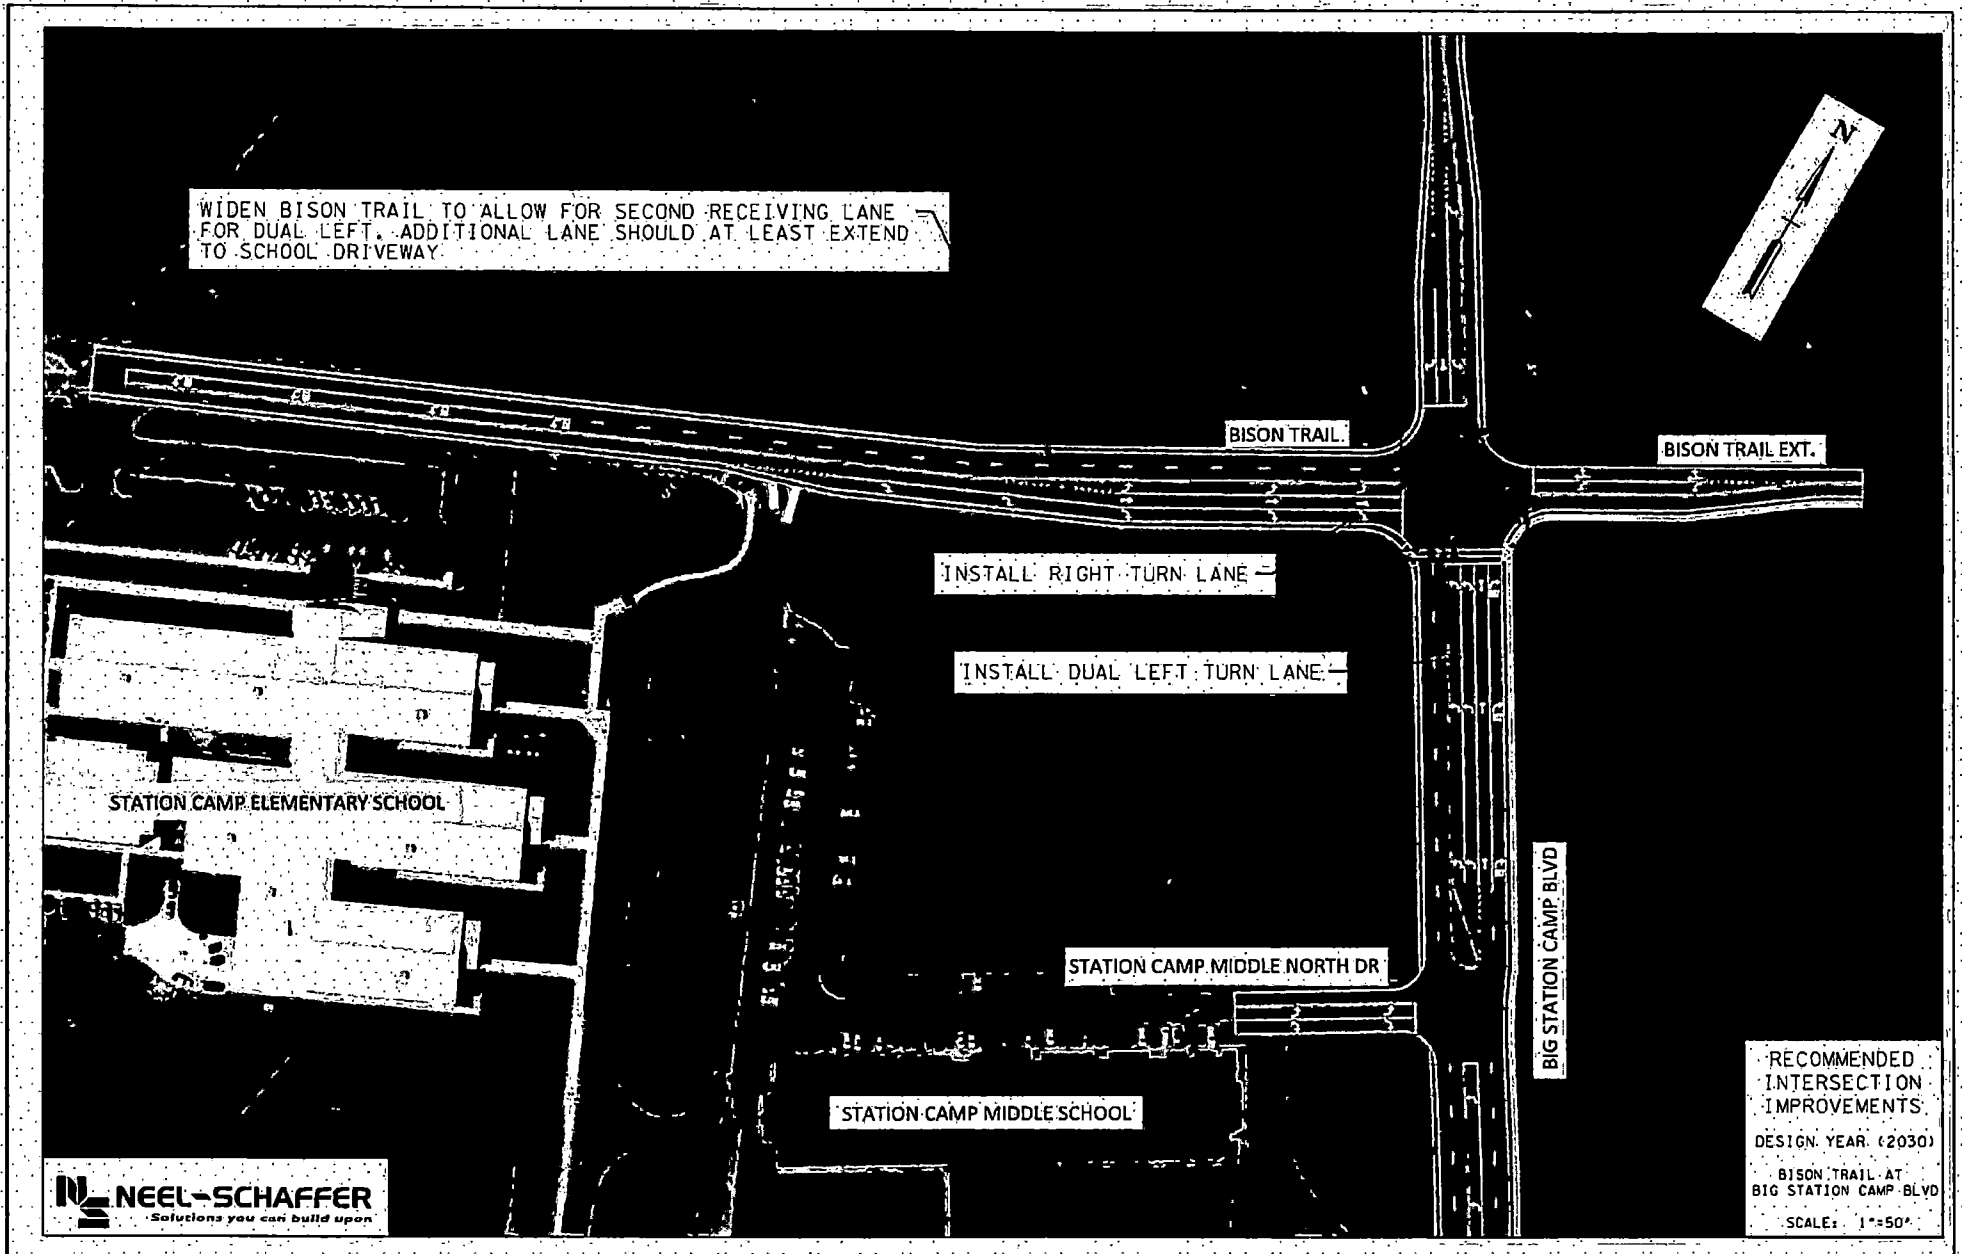 N
WIDEN BISON TRAIL TO ALLOW FOR SECOND RECEIVING LANE
FOR DUAL LEFT. ADDITIONAL LANE SHOULD AT LEAST EXTEND
TO SCHOOL DRIVEWAY
BISON TRAIL
BISON TRAIL EXT.
INSTALL RIGHT TURN LANE
INSTALL DUAL LEFT TURN LANE
STATION CAMP ELEMENTARY SCHOOL
BIG STATION CAMP BLVD
STATION CAMP MIDDLE NORTH DR
STATION CAMP MIDDLE SCHOOL
RECOMMENDED
INTERSECTION
IMPROVEMENTS
DESIGN YEAR (2030)
BISON TRAIL AT
BIG STATION CAMP BLVD
SCALE: 1"=50'
NEEL-SCHAFFER
Solutions you can build upon